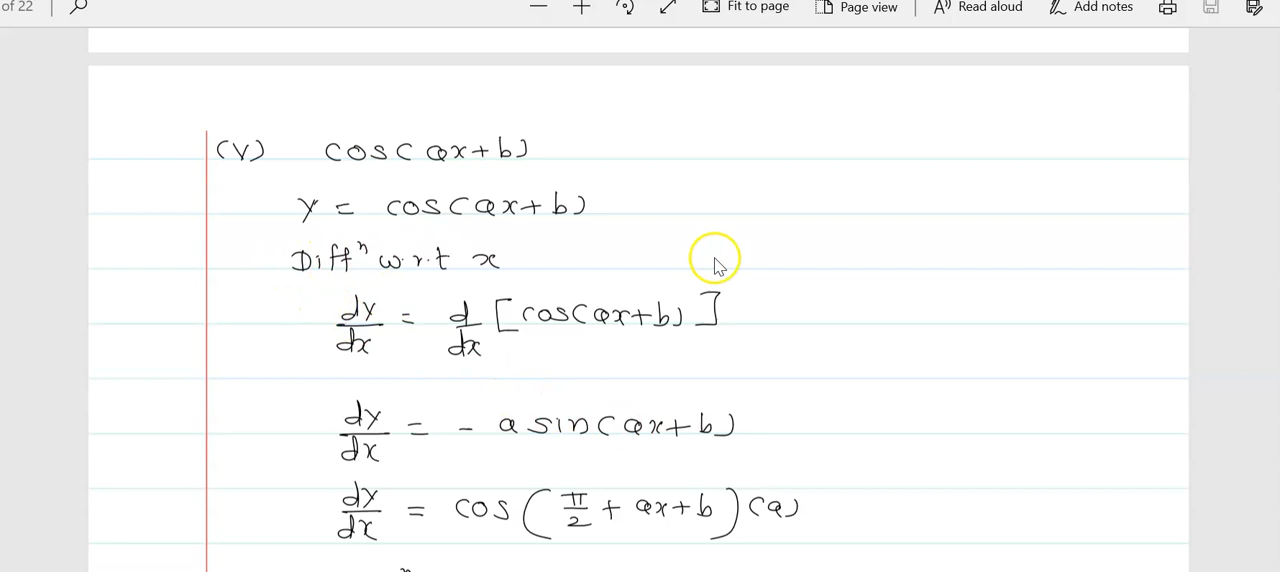 of 22 Fit to page Page view Read aloud Add notes
(V) cos(ax+b)
y = cos(ax+b)
Diffⁿ w.r.t x
dy/dx = d/dx [cos(ax+b)]
dy/dx = - a sin(ax+b)
dy/dx = cos(π/2 + ax+b)(a)